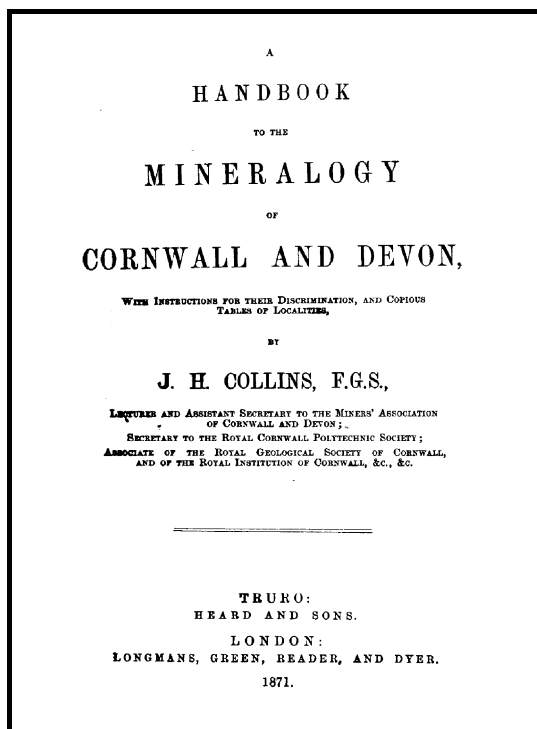 A
HANDBOOK
TO THE
MINERALOGY
OF
CORNWALL AND DEVON,
WITH INSTRUCTIONS FOR THEIR DISCRIMINATION, AND COPIOUS
TABLES OF LOCALITIES,
BY
J. H. COLLINS, F.G.S.,
LECTURER AND ASSISTANT SECRETARY TO THE MINERS' ASSOCIATION
OF CORNWALL AND DEVON;
SECRETARY TO THE ROYAL CORNWALL POLYTECHNIC SOCIETY;
ASSOCIATE OF THE ROYAL GEOLOGICAL SOCIETY OF CORNWALL,
AND OF THE ROYAL INSTITUTION OF CORNWALL, &C., &C.
TRURO:
HEARD AND SONS.
LONDON:
LONGMANS, GREEN, READER, AND DYER.
1871.